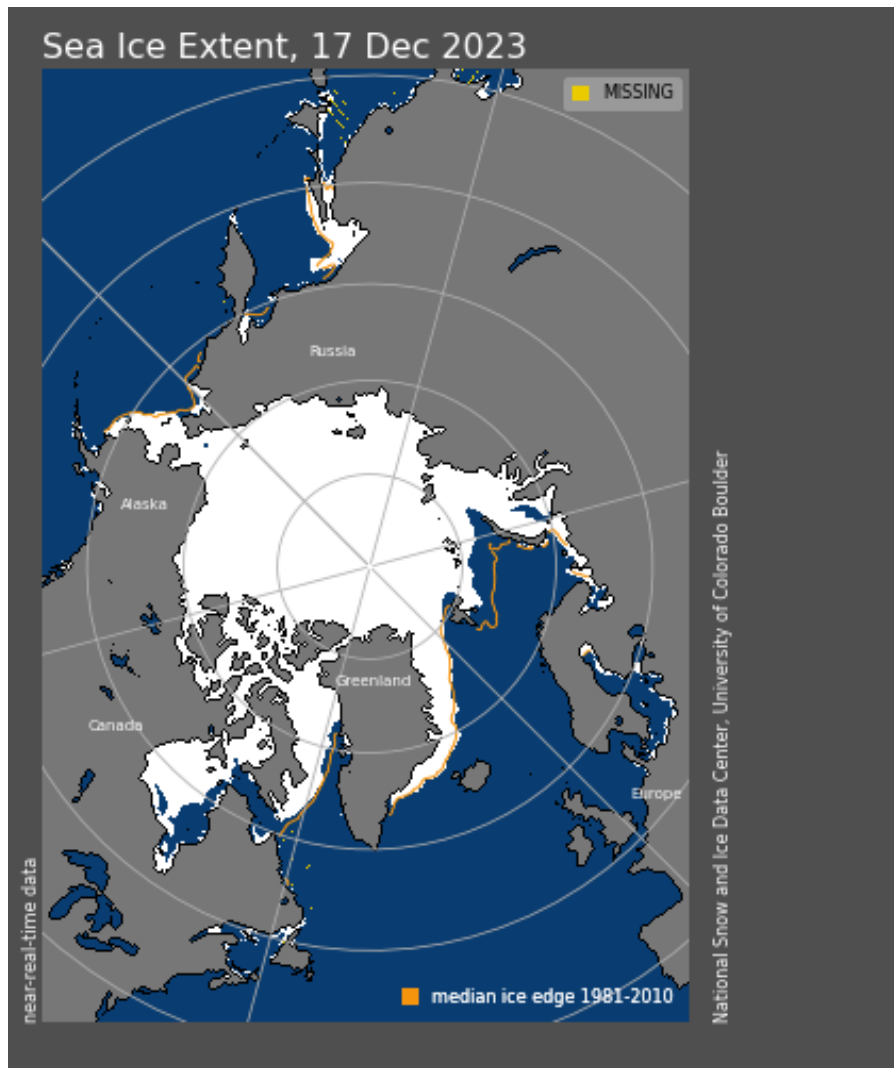 Sea Ice Extent, 17 Dec 2023
MISSING
Russia
Alaska
Greenland
Canada
Europe
near-real-time data
National Snow and Ice Data Center, University of Colorado Boulder
median ice edge 1981-2010